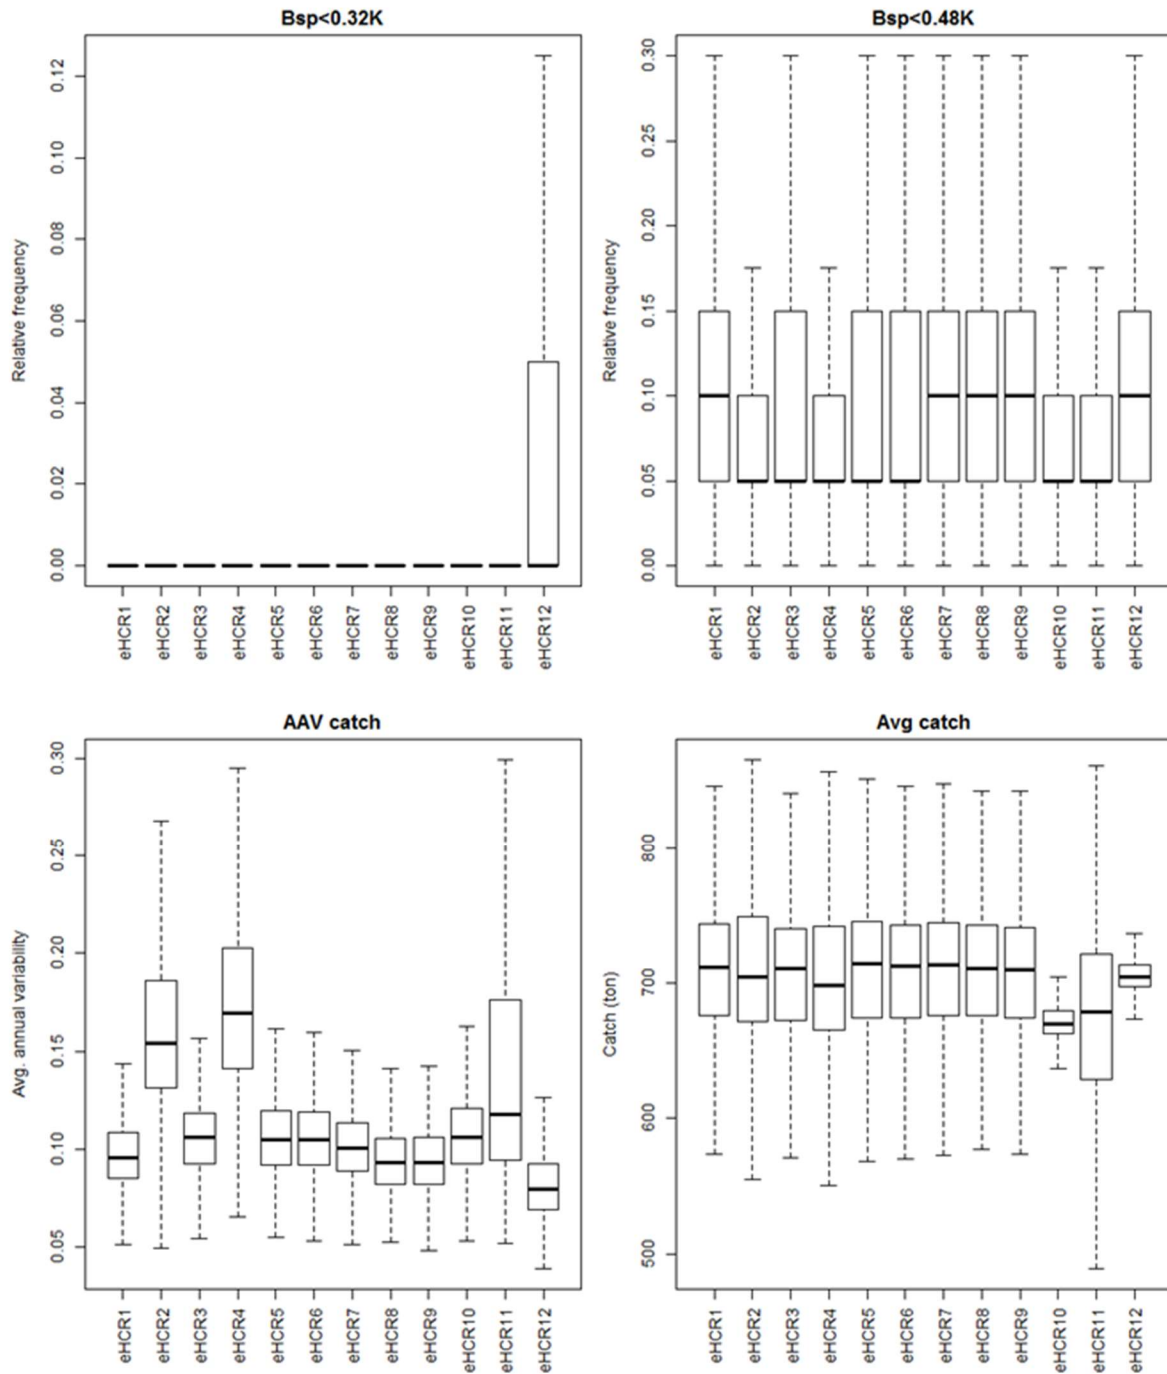 Bsp<0.32K
Relative frequency
0.12
0.10
0.08
0.06
0.04
0.02
0.00
eHCR1
eHCR2
eHCR3
eHCR4
eHCR5
eHCR6
eHCR7
eHCR8
eHCR9
eHCR10
eHCR11
eHCR12
Bsp<0.48K
Relative frequency
0.30
0.25
0.20
0.15
0.10
0.05
0.00
eHCR1
eHCR2
eHCR3
eHCR4
eHCR5
eHCR6
eHCR7
eHCR8
eHCR9
eHCR10
eHCR11
eHCR12
AAV catch
Avg. annual variability
0.30
0.25
0.20
0.15
0.10
0.05
eHCR1
eHCR2
eHCR3
eHCR4
eHCR5
eHCR6
eHCR7
eHCR8
eHCR9
eHCR10
eHCR11
eHCR12
Avg catch
Catch (ton)
800
700
600
500
eHCR1
eHCR2
eHCR3
eHCR4
eHCR5
eHCR6
eHCR7
eHCR8
eHCR9
eHCR10
eHCR11
eHCR12